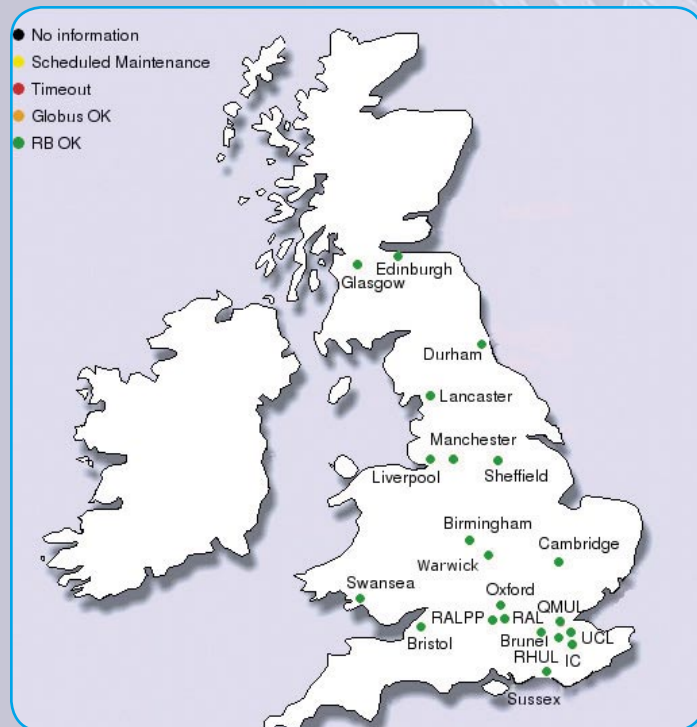 No information
Scheduled Maintenance
Timeout
Globus OK
RB OK
Edinburgh
Glasgow
Durham
Lancaster
Manchester
Liverpool
Sheffield
Birmingham
Warwick
Cambridge
Swansea
Oxford
RALPP
RAL
QMUL
Bristol
Brunel
UCL
RHUL
IC
Sussex